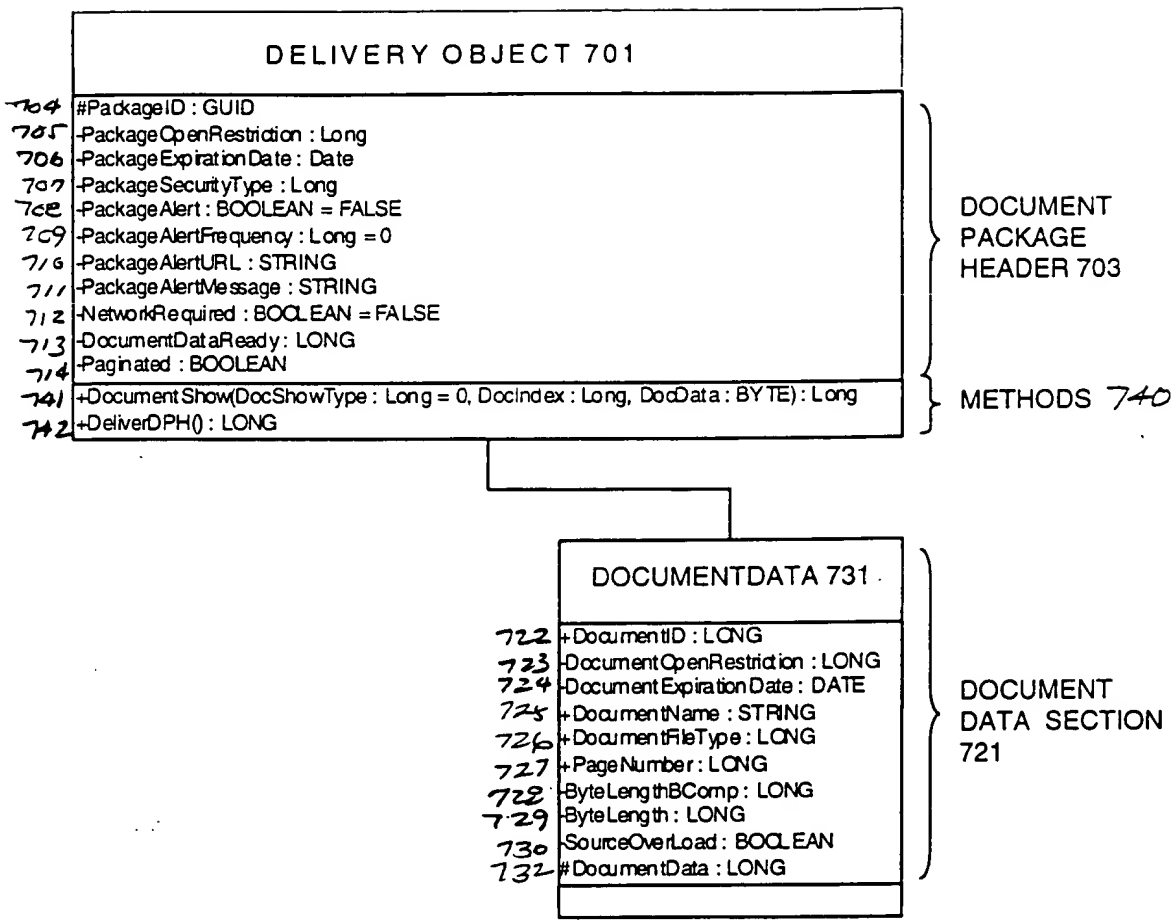 DELIVERY OBJECT 701
704 #PackageID : GUID
705 -PackageOpenRestriction : Long
706 -PackageExpirationDate : Date
707 -PackageSecurityType : Long
708 -PackageAlert : BOOLEAN = FALSE
709 -PackageAlertFrequency : Long = 0
710 -PackageAlertURL : STRING
711 -PackageAlertMessage : STRING
712 -NetworkRequired : BOOLEAN = FALSE
713 -DocumentDataReady : LONG
714 -Paginated : BOOLEAN
DOCUMENT
PACKAGE
HEADER 703
741 +DocumentShow(DocShowType : Long = 0, DocIndex : Long, DocData : BYTE) : Long
742 +DeliverDPH() : LONG
METHODS 740
DOCUMENTDATA 731
722 +DocumentID : LONG
723 -DocumentOpenRestriction : LONG
724 -DocumentExpirationDate : DATE
725 +DocumentName : STRING
726 +DocumentFileType : LONG
727 +PageNumber : LONG
728 -ByteLengthBComp : LONG
729 -ByteLength : LONG
730 -SourceOverLoad : BOOLEAN
732 #DocumentData : LONG
DOCUMENT
DATA SECTION
721